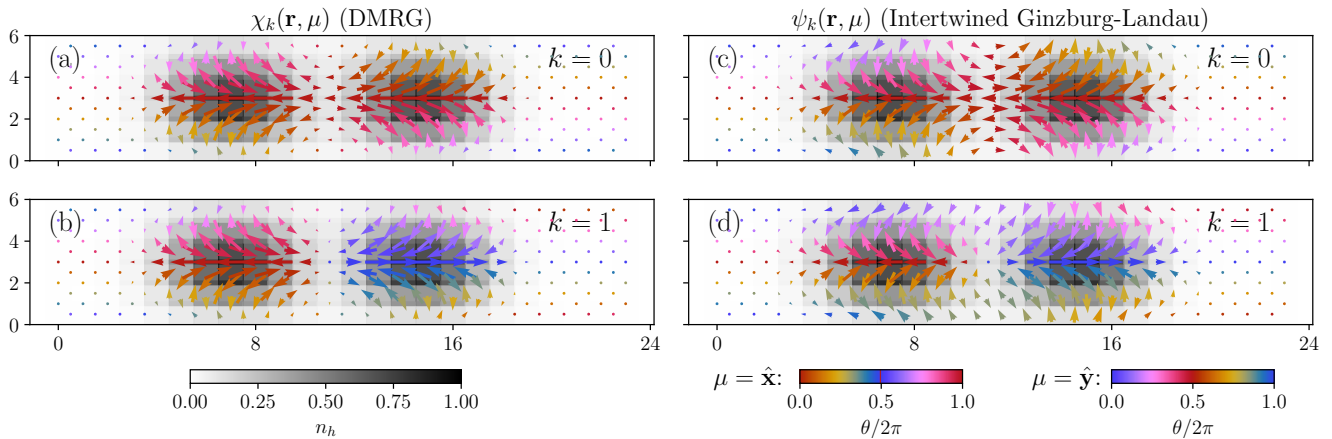 χ_k(r, μ) (DMRG)
ψ_k(r, μ) (Intertwined Ginzburg-Landau)
6
4
2
0
(a)
k = 0
(c)
k = 0
6
4
2
0
(b)
k = 1
(d)
k = 1
0 8 16 24
0 8 16 24
0.00 0.25 0.50 0.75 1.00
n_h
μ = x̂:
0.0 0.5 1.0
θ/2π
μ = ŷ:
0.0 0.5 1.0
θ/2π